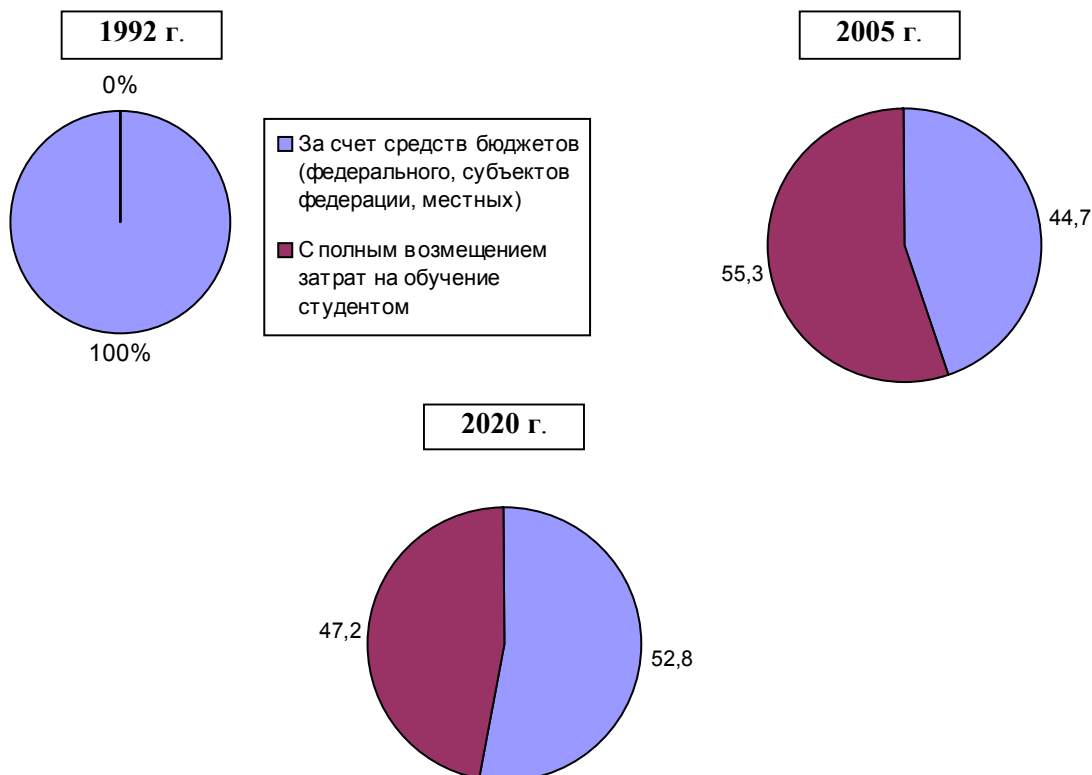 1992 г.
0%
100%
За счет средств бюджетов
(федерального, субъектов
федерации, местных)
С полным возмещением
затрат на обучение
студентом
2005 г.
44,7
55,3
2020 г.
47,2
52,8